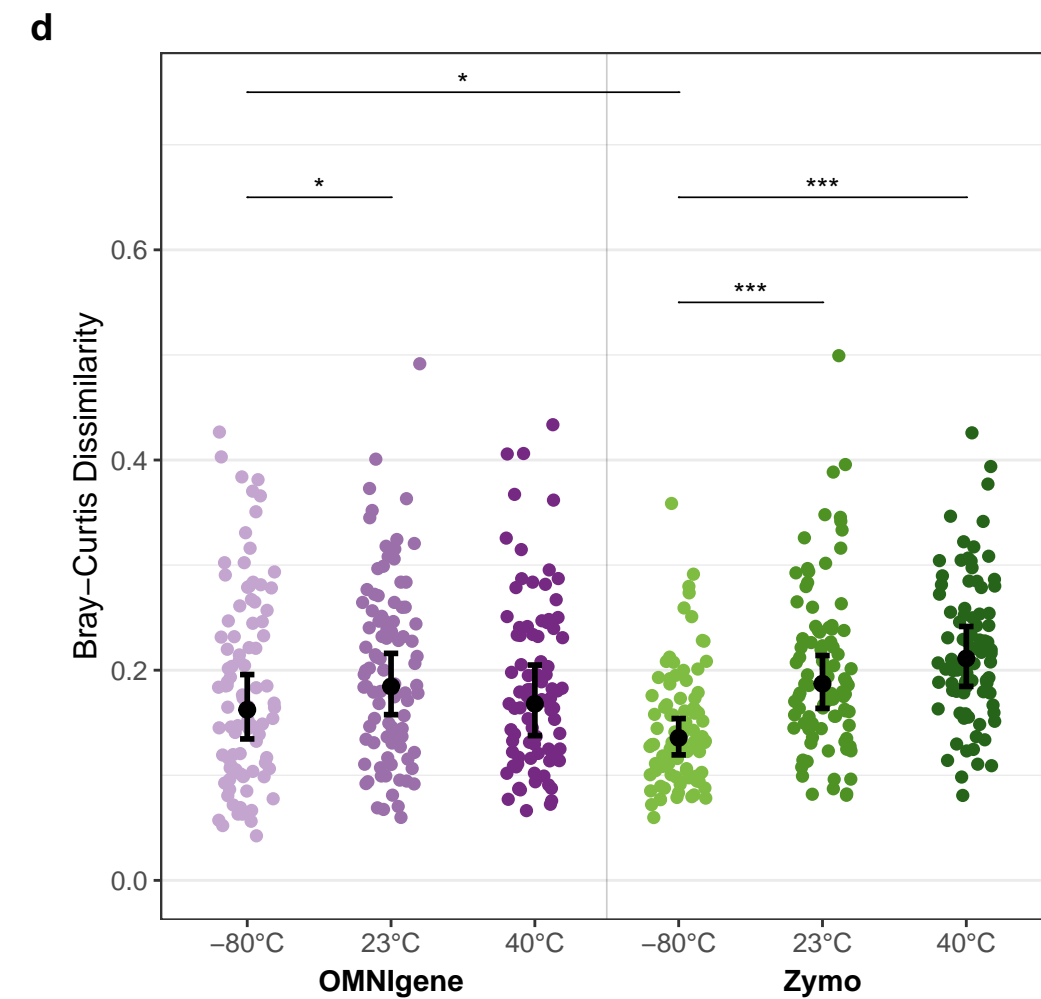 d
*
*
***
0.6
***
0.4
0.2
0.0
Bray−Curtis Dissimilarity
−80°C 23°C 40°C −80°C 23°C 40°C
OMNIgene Zymo